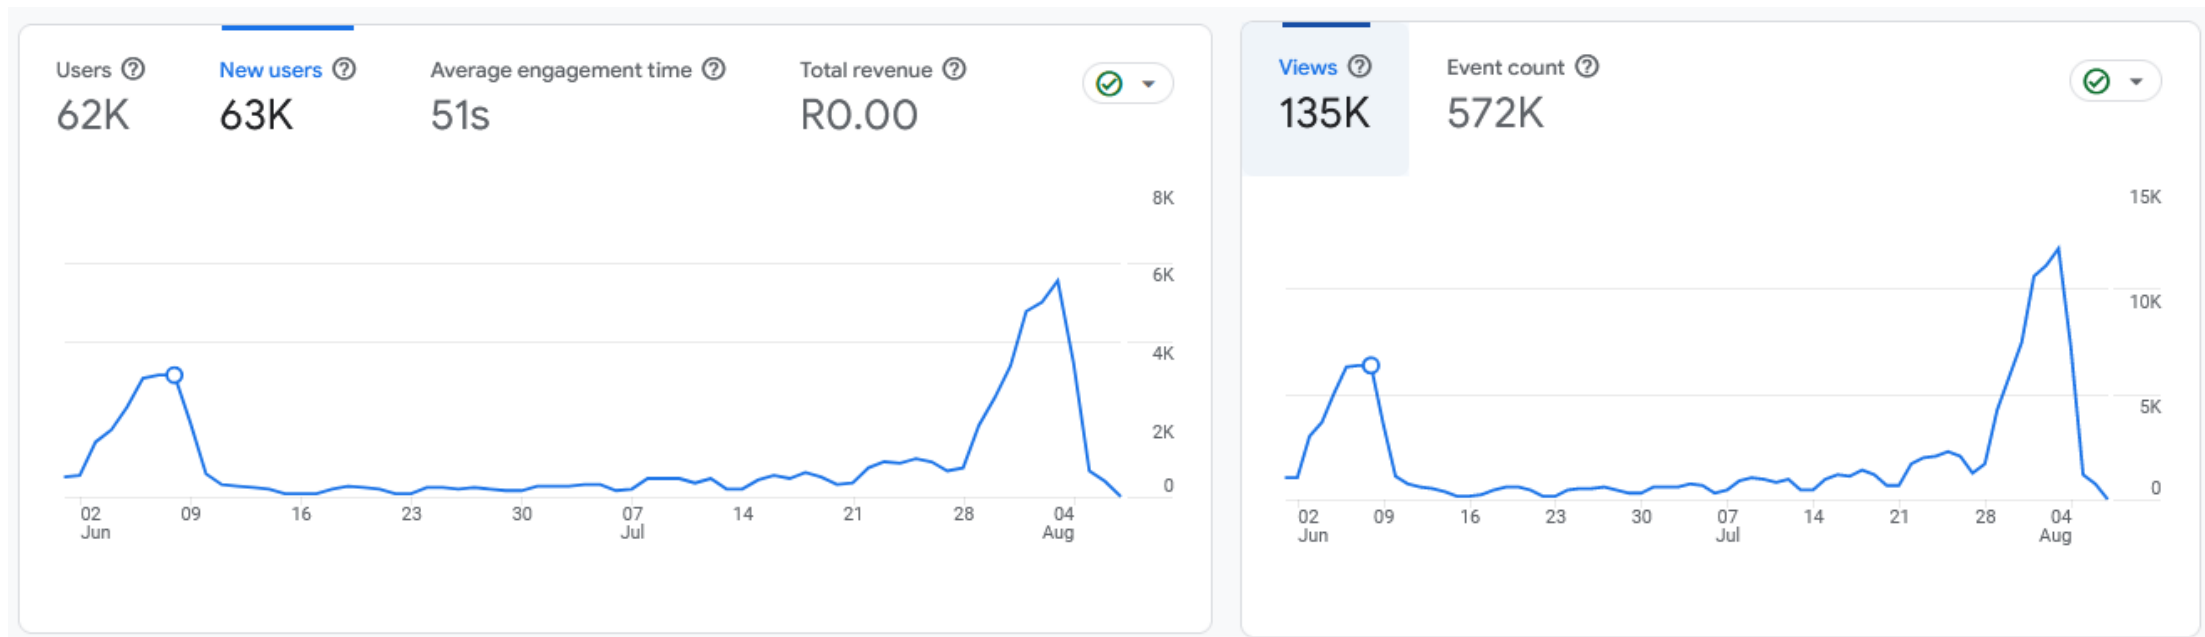 Users
62K
New users
63K
Average engagement time
51s
Total revenue
R0.00
8K
6K
4K
2K
0
02 09 16 23 30 07 14 21 28 04
Jun Jul Aug
Views
135K
Event count
572K
15K
10K
5K
0
02 09 16 23 30 07 14 21 28 04
Jun Jul Aug